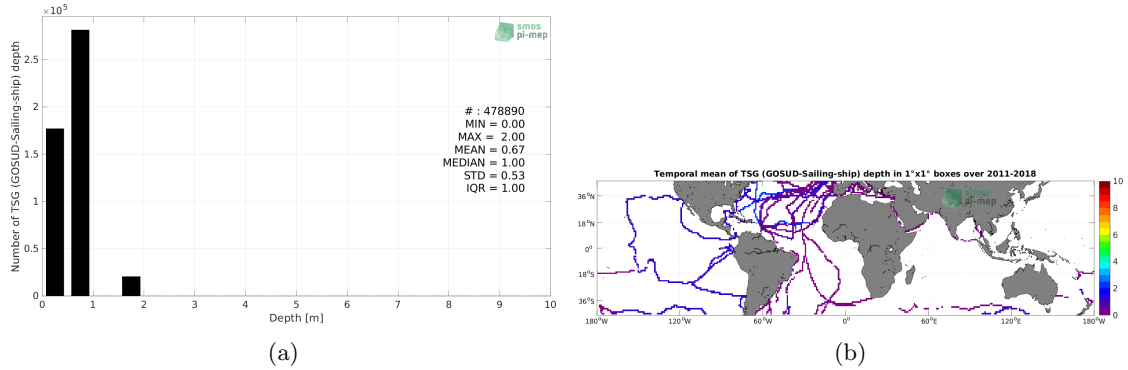 ×10⁵
smos
pi-mep
2.5
2
1.5
1
0.5
0
Number of TSG (GOSUD-Sailing-ship) depth
# : 478890
MIN = 0.00
MAX = 2.00
MEAN = 0.67
MEDIAN = 1.00
STD = 0.53
IQR = 1.00
0 1 2 3 4 5 6 7 8 9 10
Depth [m]
(a)
Temporal mean of TSG (GOSUD-Sailing-ship) depth in 1°x1° boxes over 2011-2018
smos
pi-mep
36°N
18°N
0°
18°S
36°S
180°W 120°W 60°W 0° 60°E 120°E 180°E
10
8
6
4
2
0
(b)